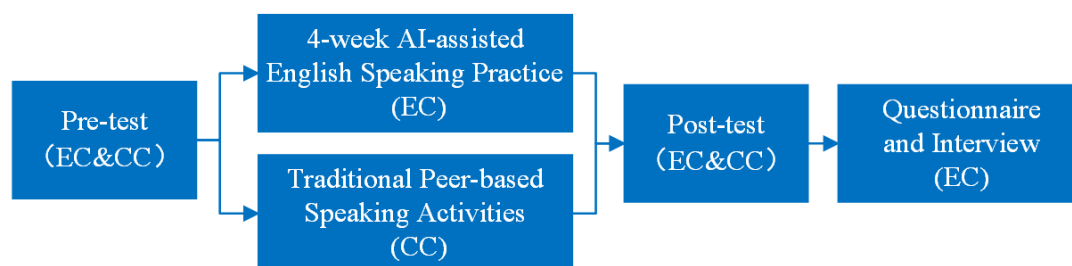 Pre-test
（EC&CC）
4-week AI-assisted
English Speaking Practice
(EC)
Traditional Peer-based
Speaking Activities
(CC)
Post-test
（EC&CC）
Questionnaire
and Interview
(EC)